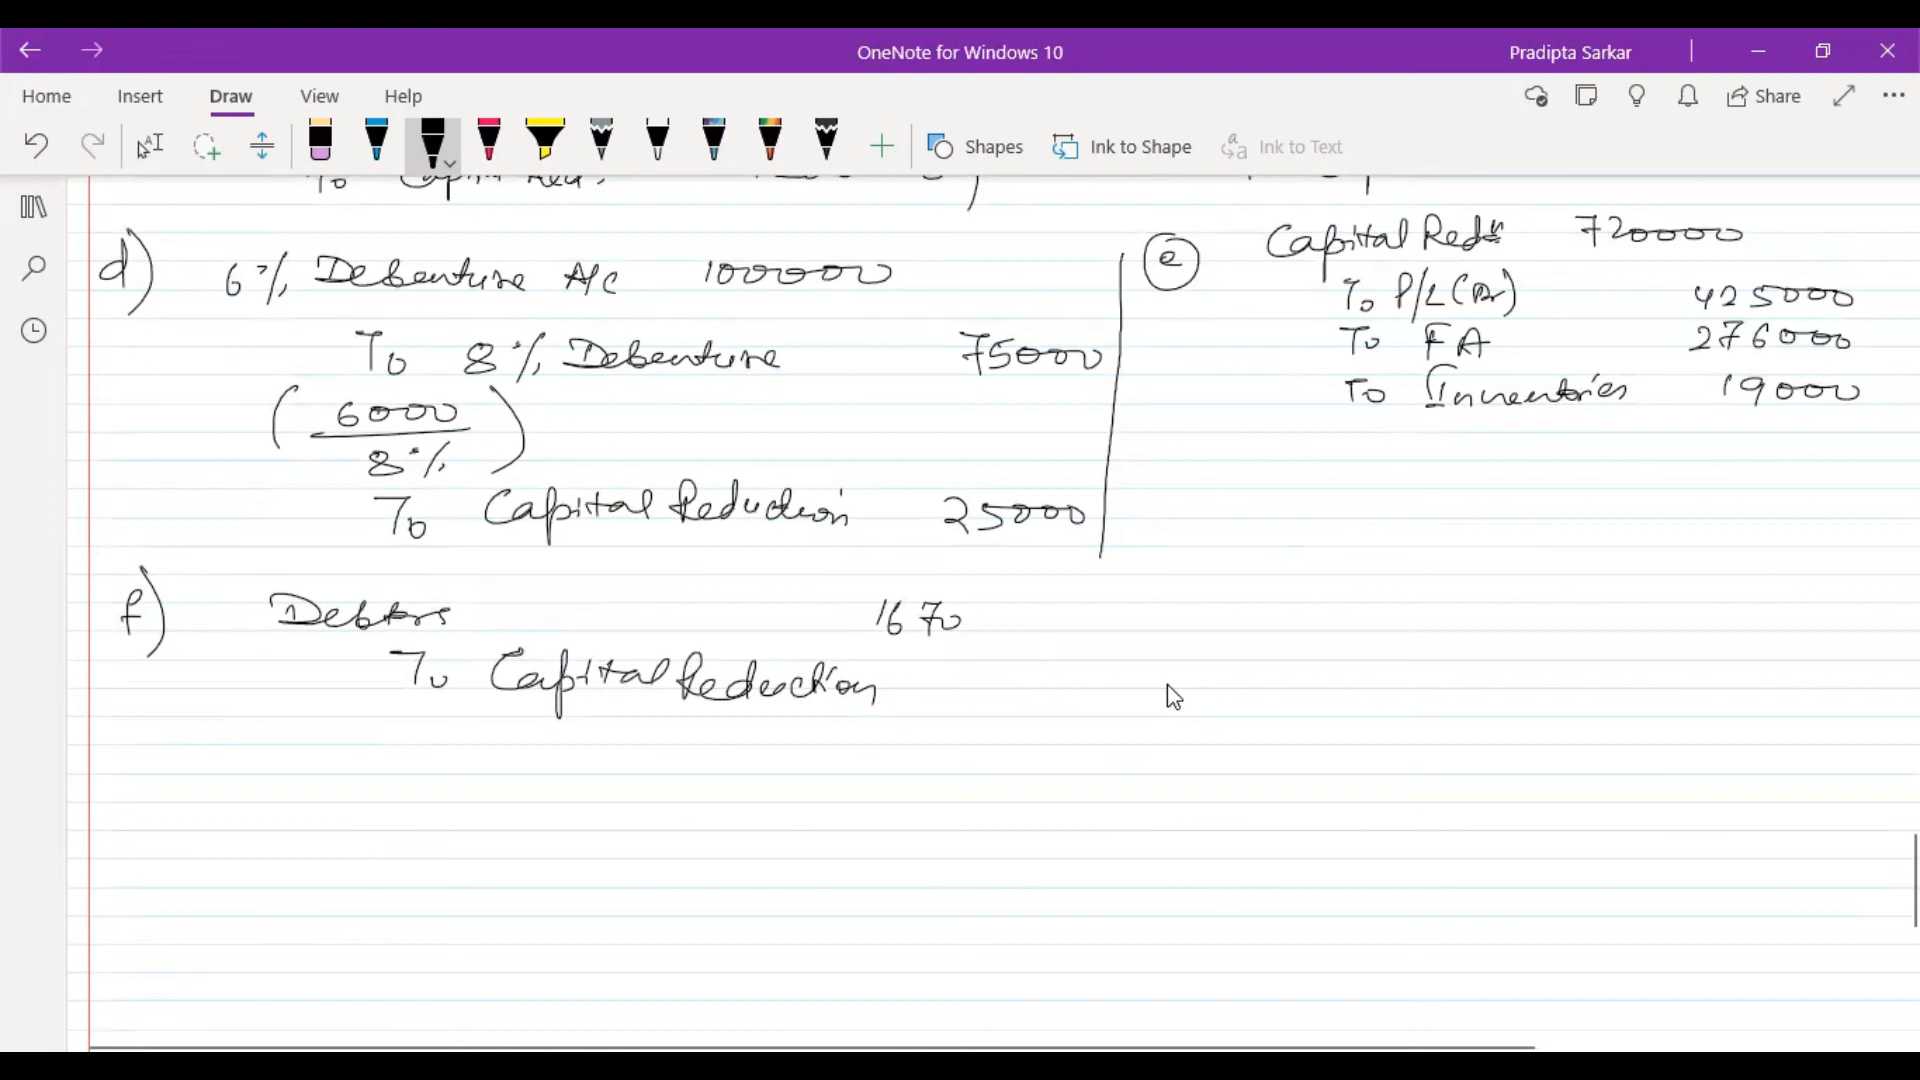 OneNote for Windows 10
Pradipta Sarkar
Home Insert Draw View Help
Share
Shapes Ink to Shape Ink to Text
To
d) 6% Debenture A/c 100000
To 8% Debenture 75000
(6000
8%)
To Capital Reduction 25000
e Capital Redn 720000
To P/L (Dr) 425000
To FA 276000
To Inventories 19000
f) Debtors 1670
To Capital Reduction